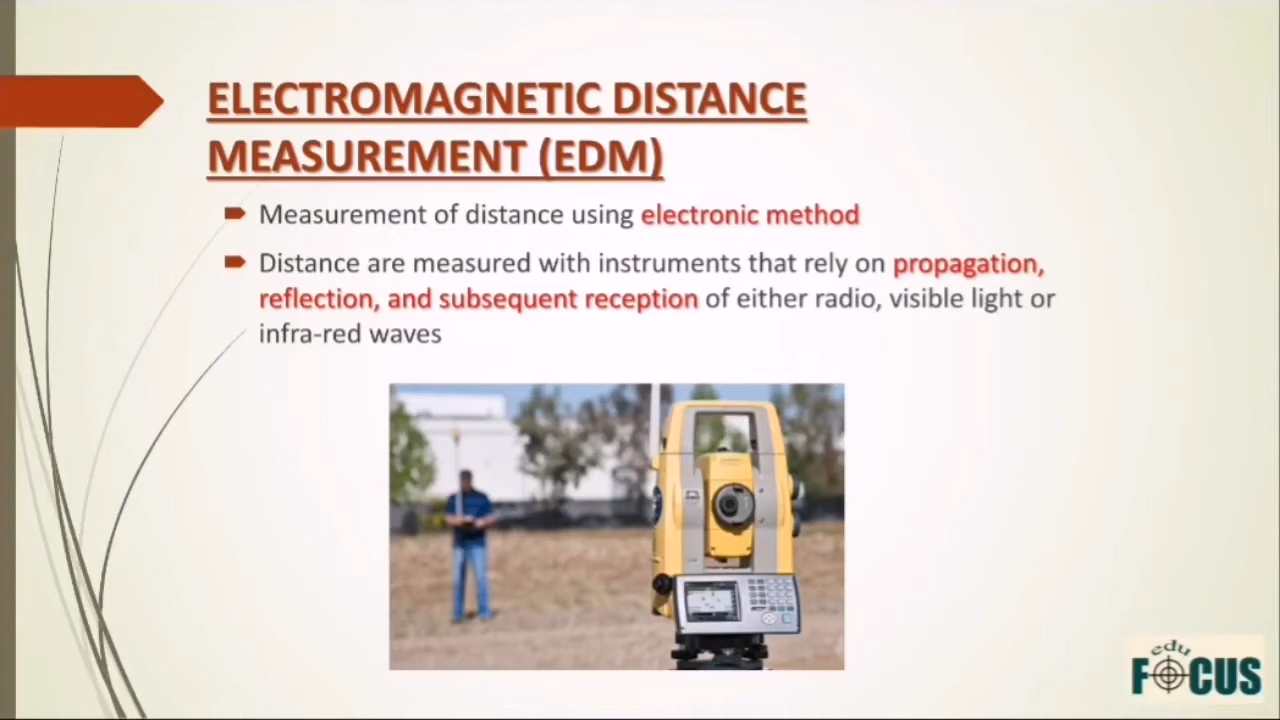 ELECTROMAGNETIC DISTANCE
MEASUREMENT (EDM)
Measurement of distance using electronic method
Distance are measured with instruments that rely on propagation,
reflection, and subsequent reception of either radio, visible light or
infra-red waves
edu
FOCUS